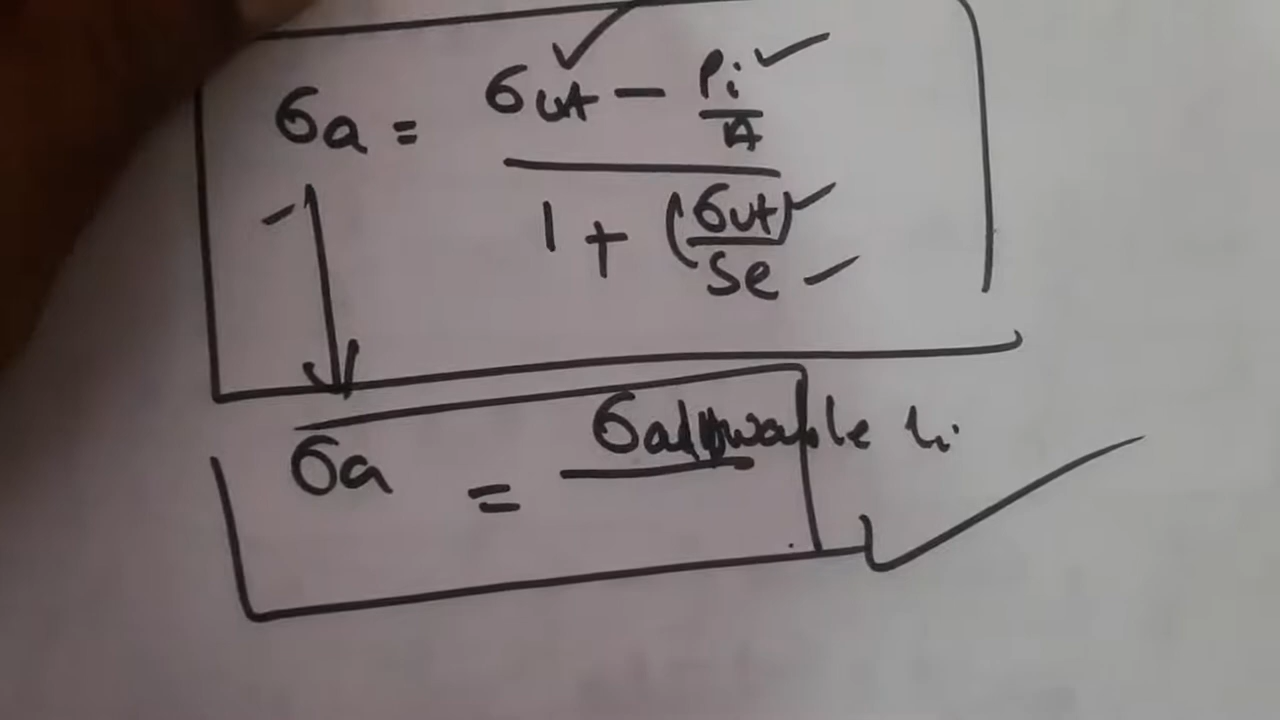 σa = (σut - Pi/A) / (1 + (σut/Se))
σa = σallowable